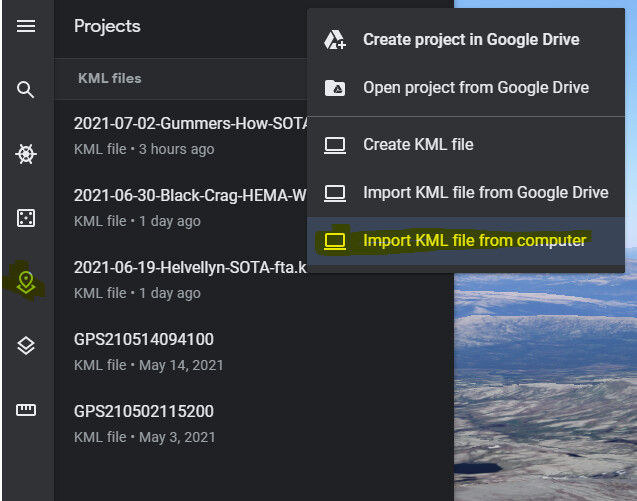 Projects
KML files
2021-07-02-Gummers-How-SOTA
KML file • 3 hours ago
2021-06-30-Black-Crag-HEMA-W
KML file • 1 day ago
2021-06-19-Helvellyn-SOTA-fta.k
KML file • 1 day ago
GPS210514094100
KML file • May 14, 2021
GPS210502115200
KML file • May 3, 2021
Create project in Google Drive
Open project from Google Drive
Create KML file
Import KML file from Google Drive
Import KML file from computer